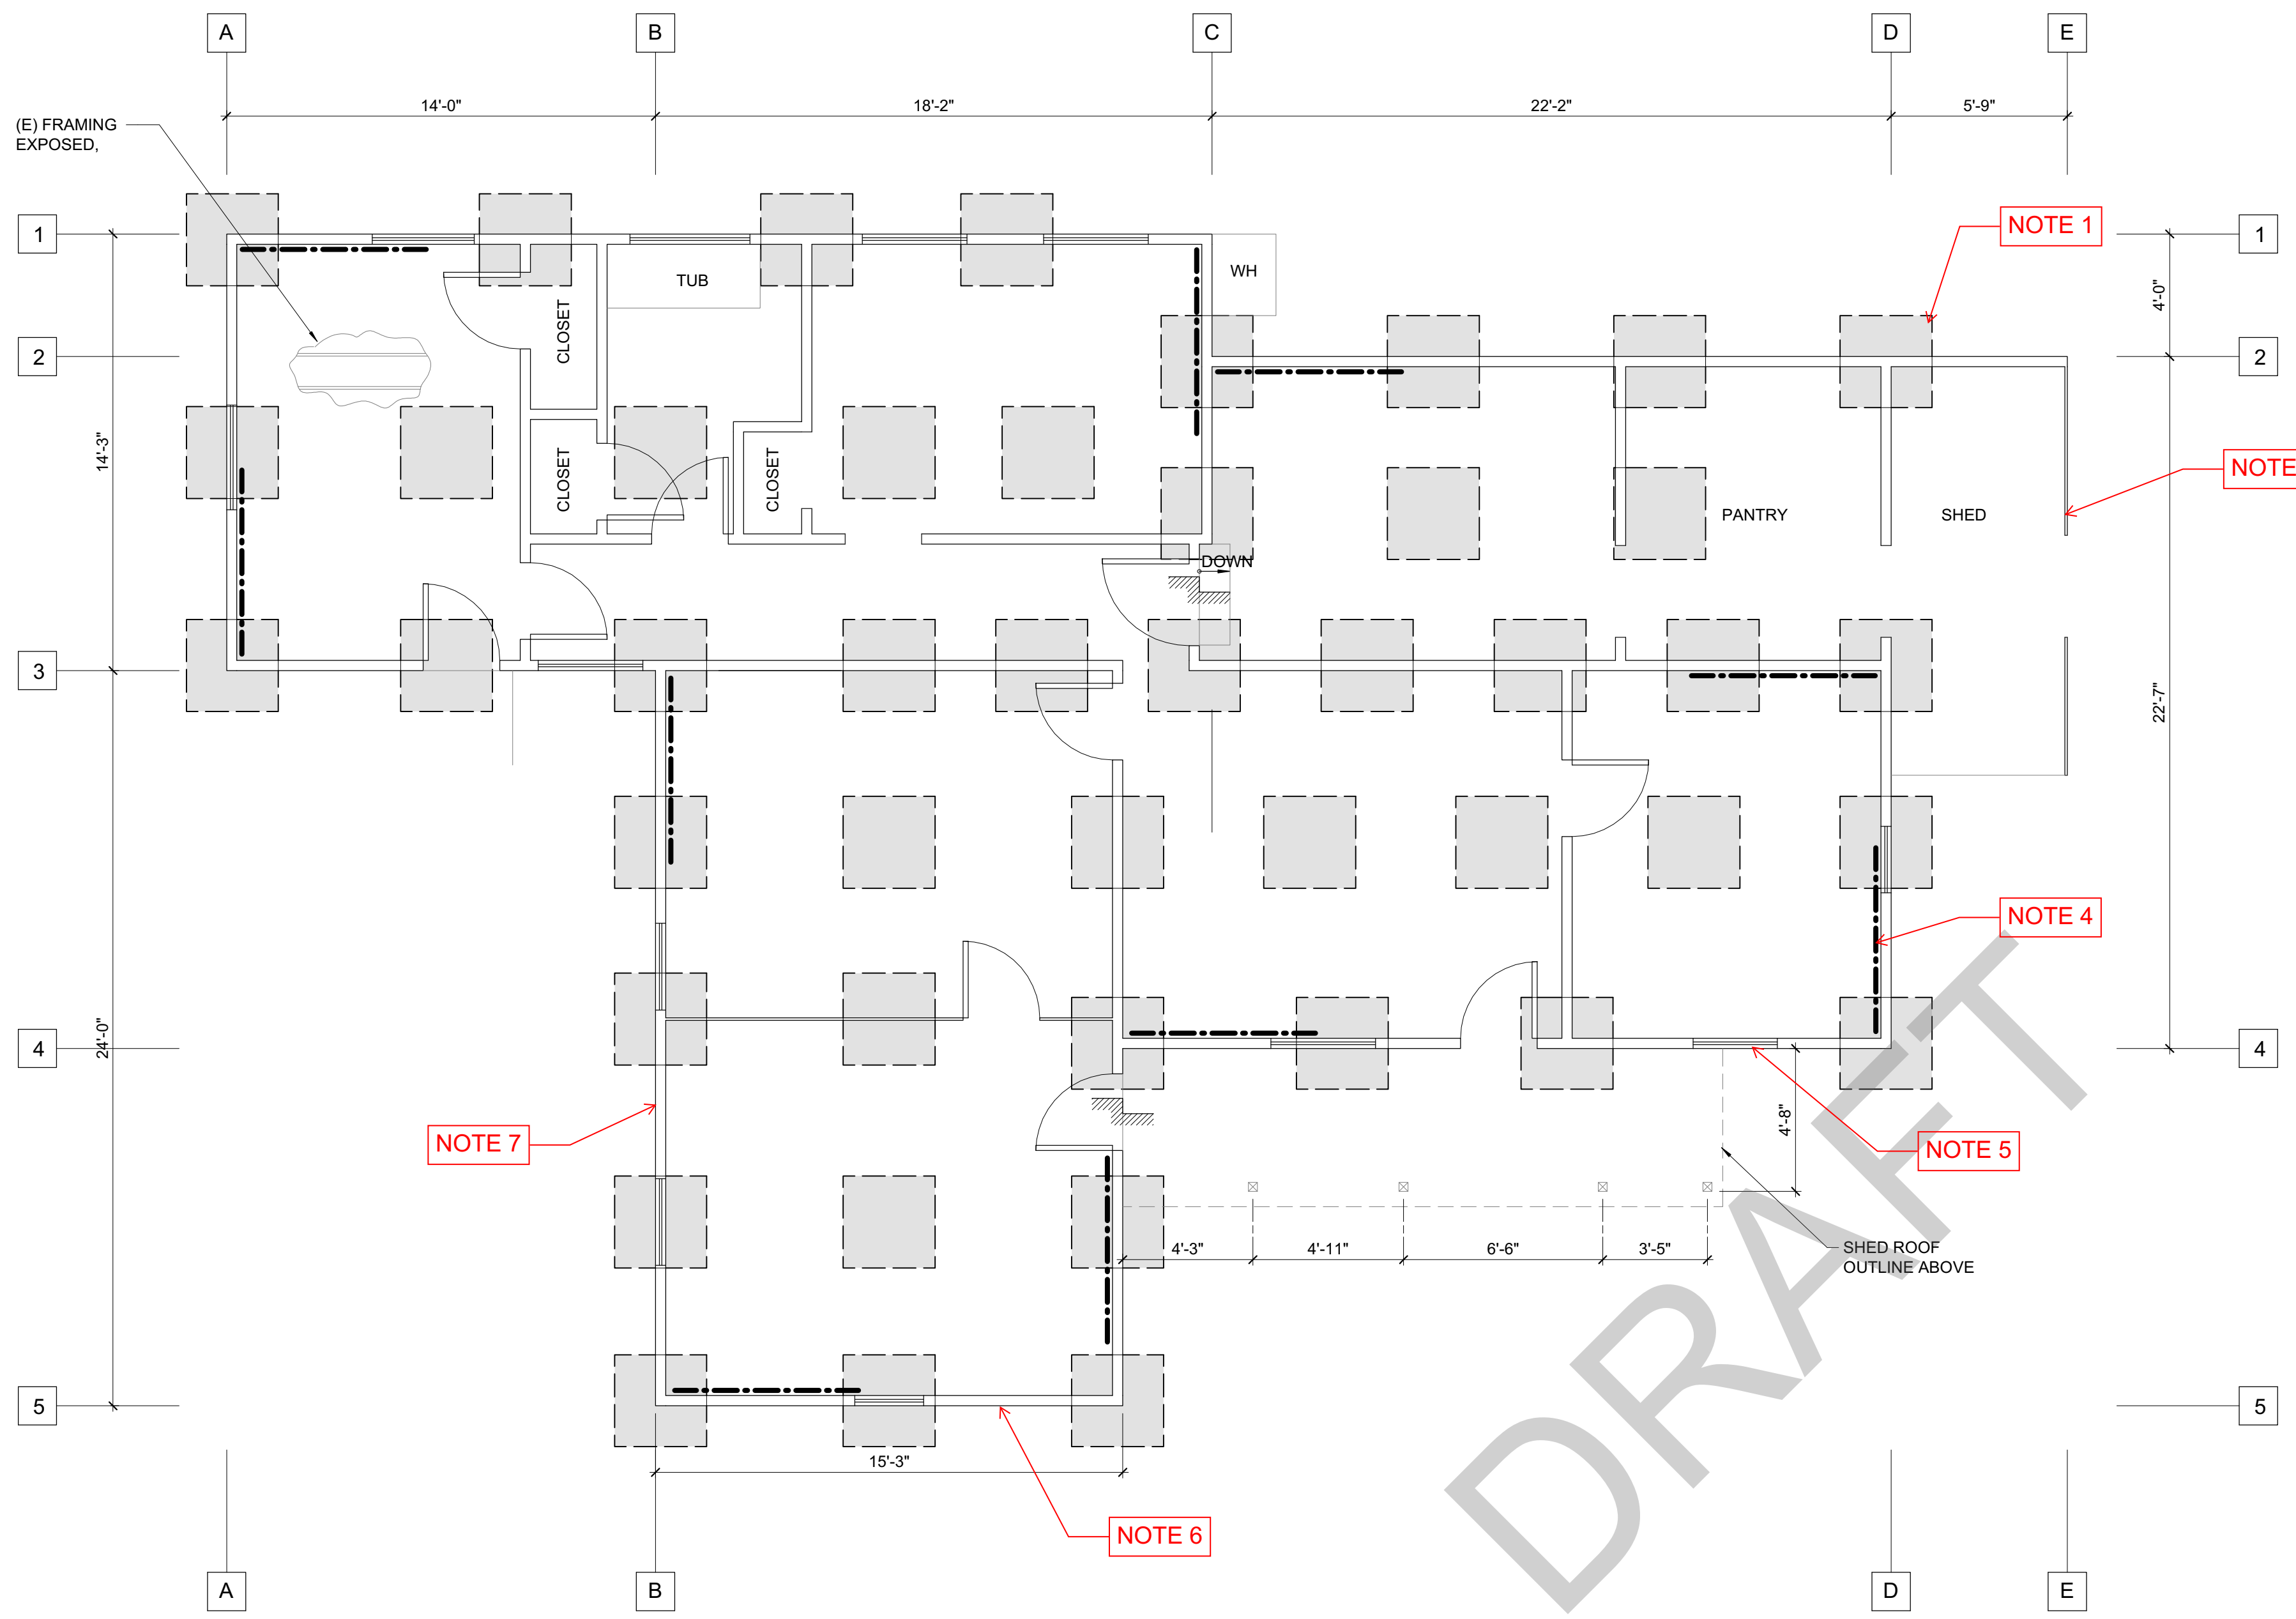 A
B
C
D
E
14'-0"
18'-2"
22'-2"
5'-9"
(E) FRAMING
EXPOSED,
1
NOTE 1
1
WH
TUB
4'-0"
CLOSET
2
2
14'-3"
CLOSET
CLOSET
NOTE
PANTRY
SHED
DOWN
3
22'-7"
NOTE 4
24'-0"
4
4
4'-8"
NOTE 7
NOTE 5
4'-3"
4'-11"
6'-6"
3'-5"
SHED ROOF
OUTLINE ABOVE
DRAFT
5
5
15'-3"
NOTE 6
A
B
D
E